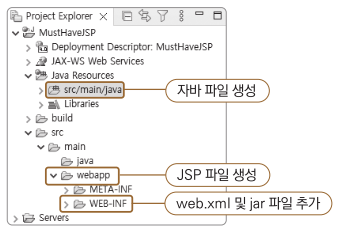 Project Explorer
MustHaveJSP
Deployment Descriptor: MustHaveJSP
JAX-WS Web Services
Java Resources
src/main/java
자바 파일 생성
Libraries
build
src
main
java
webapp
JSP 파일 생성
META-INF
WEB-INF
web.xml 및 jar 파일 추가
Servers